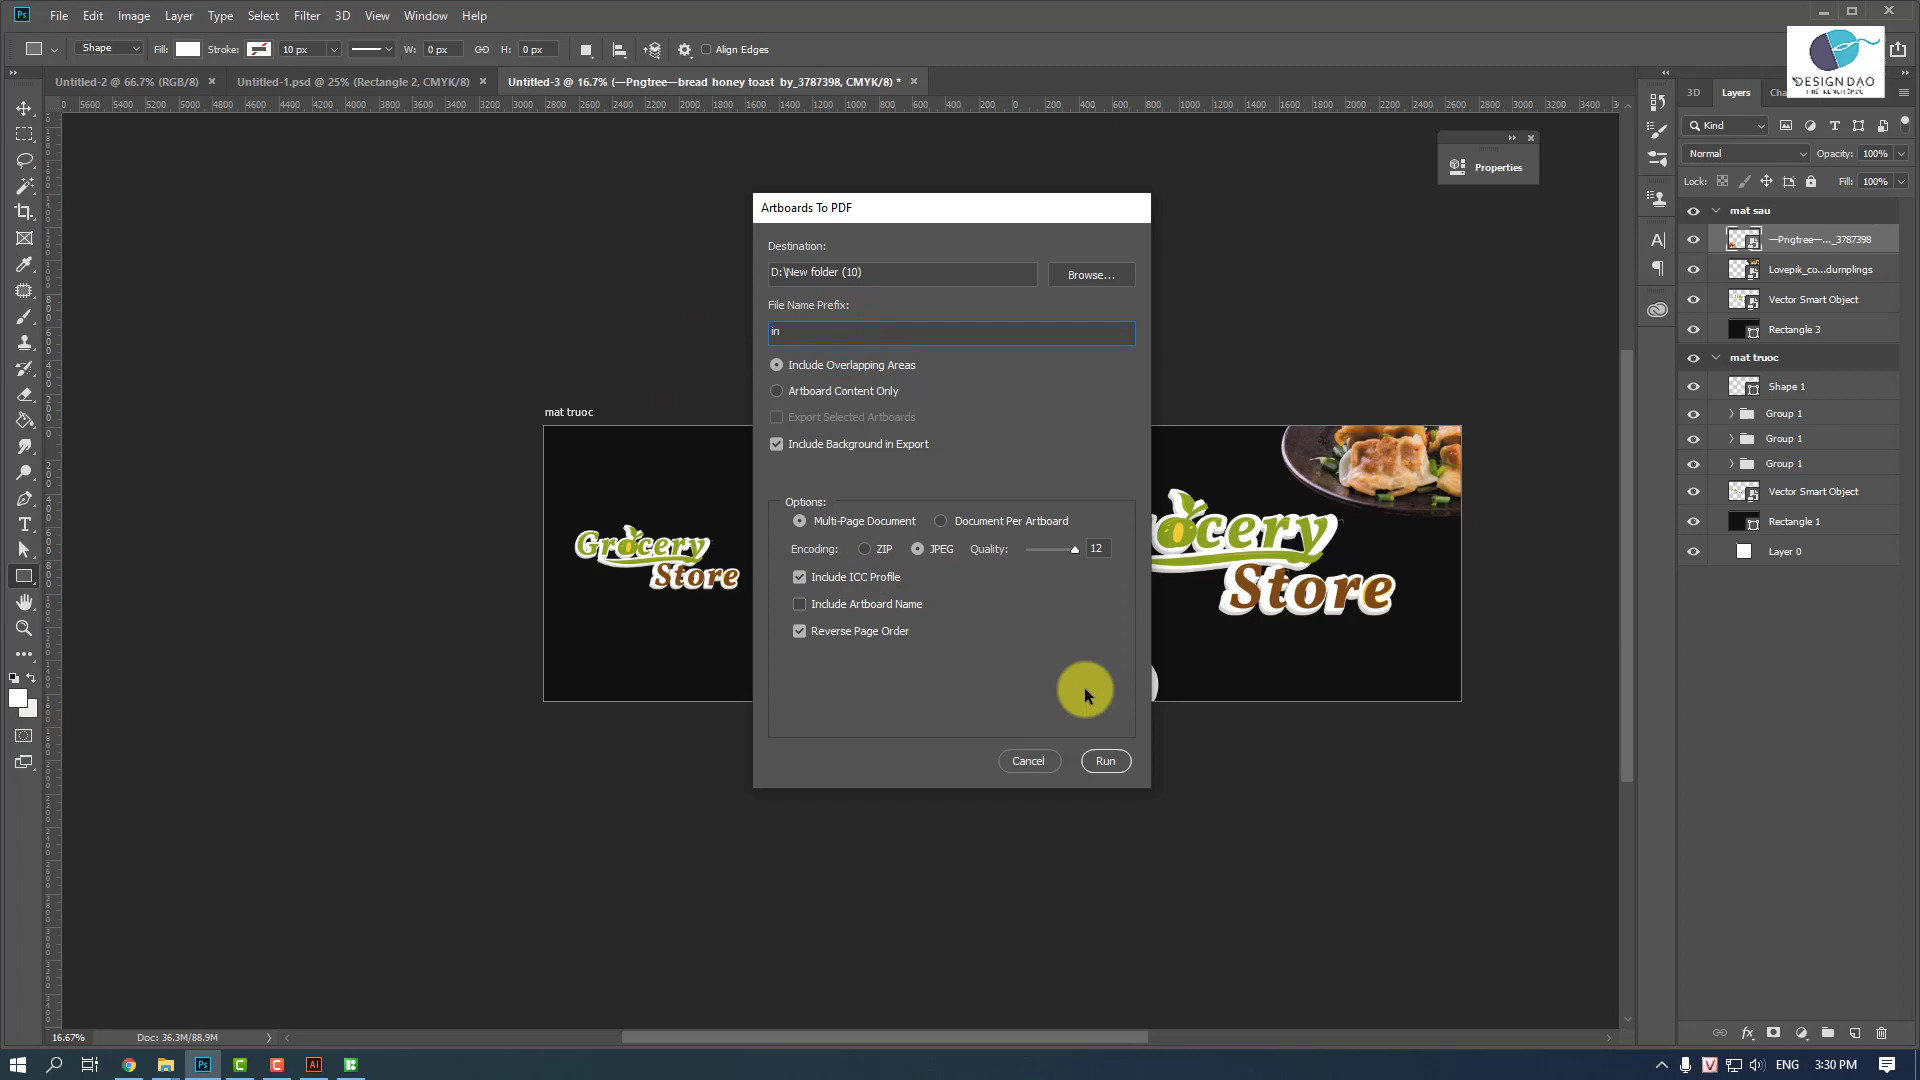 File Edit Image Layer Type Select Filter 3D View Window Help
Shape Fill: Stroke: 10 px W: 0 px H: 0 px Align Edges
DESIGN DAO
Untitled-2 @ 66.7% (RGB/8) Untitled-1.psd @ 25% (Rectangle 2, CMYK/8) Untitled-3 @ 16.7% (—Pngtree—bread honey toast by_3787398, CMYK/8) *
3D Layers Cha
Kind
Normal Opacity: 100%
Lock: Fill: 100%
Properties
mat sau
—Pngtree—..._3787398
Lovepik_co...dumplings
Vector Smart Object
Rectangle 3
mat truoc
Shape 1
Group 1
Group 1
Group 1
Vector Smart Object
Rectangle 1
Layer 0
Artboards To PDF
Destination:
D:\New folder (10) Browse...
File Name Prefix:
in
Include Overlapping Areas
Artboard Content Only
Export Selected Artboards
Include Background in Export
Options:
Multi-Page Document Document Per Artboard
Encoding: ZIP JPEG Quality: 12
Include ICC Profile
Include Artboard Name
Reverse Page Order
Cancel Run
mat truoc
Grocery
Store
ocery
Store
16.67% Doc: 36.3M/88.9M
ENG 3:30 PM